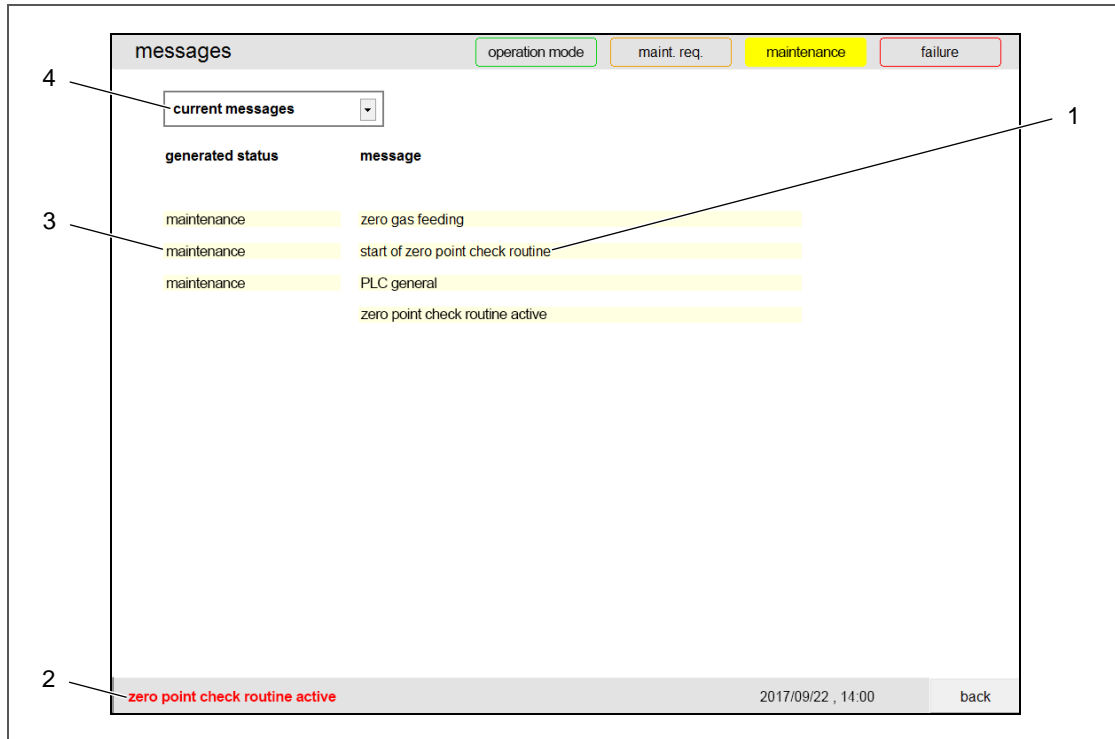 messages operation mode maint. req. maintenance failure
4
current messages
1
generated status message
3
maintenance zero gas feeding
maintenance start of zero point check routine
maintenance PLC general
zero point check routine active
2
zero point check routine active 2017/09/22 , 14:00 back